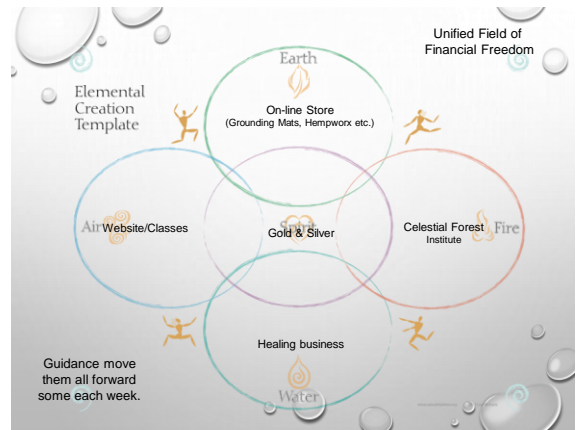 Unified Field of
Financial Freedom
Earth
Elemental
Creation
Template
On-line Store
(Grounding Mats, Hempworx etc.)
Air
Website/Classes
Spirit
Gold & Silver
Celestial Forest
Institute
Fire
Healing business
Guidance move
them all forward
some each week.
Water